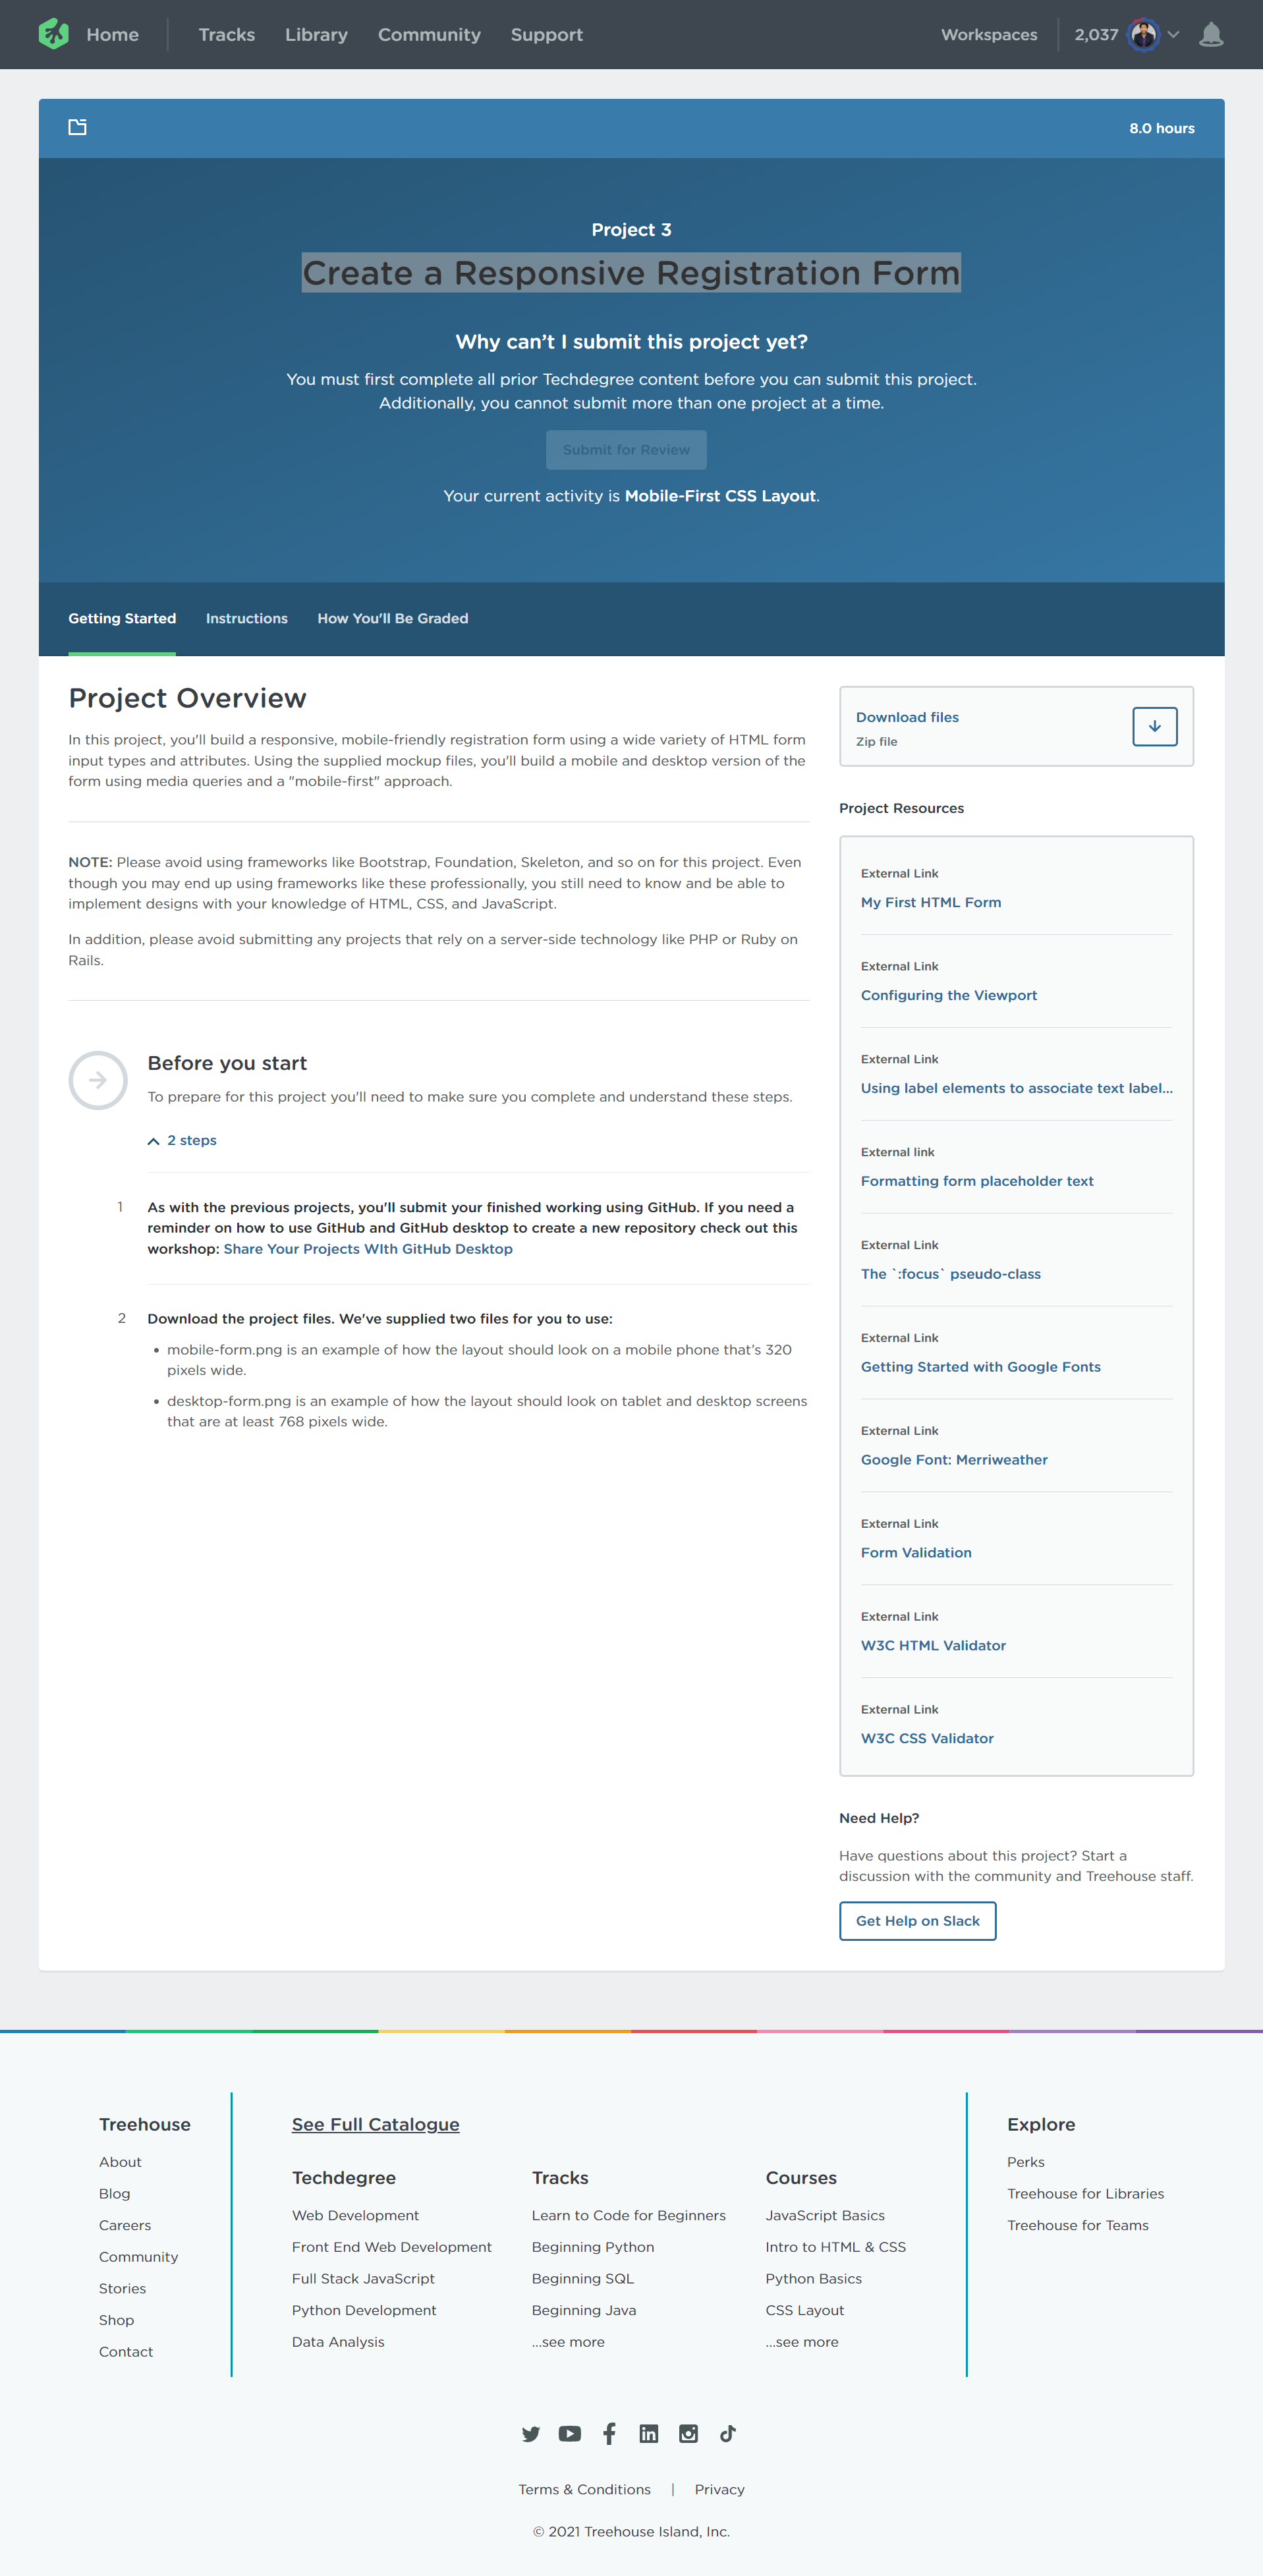 Home
Tracks
Library
Community
Support
Workspaces
2,037
8.0 hours
Project 3
Create a Responsive Registration Form
Why can’t I submit this project yet?
You must first complete all prior Techdegree content before you can submit this project.
Additionally, you cannot submit more than one project at a time.
Submit for Review
Your current activity is Mobile-First CSS Layout.
Getting Started
Instructions
How You'll Be Graded
Project Overview
In this project, you'll build a responsive, mobile-friendly registration form using a wide variety of HTML form
input types and attributes. Using the supplied mockup files, you'll build a mobile and desktop version of the
form using media queries and a "mobile-first" approach.
NOTE: Please avoid using frameworks like Bootstrap, Foundation, Skeleton, and so on for this project. Even
though you may end up using frameworks like these professionally, you still need to know and be able to
implement designs with your knowledge of HTML, CSS, and JavaScript.
In addition, please avoid submitting any projects that rely on a server-side technology like PHP or Ruby on
Rails.
Before you start
To prepare for this project you'll need to make sure you complete and understand these steps.
2 steps
1 As with the previous projects, you'll submit your finished working using GitHub. If you need a
reminder on how to use GitHub and GitHub desktop to create a new repository check out this
workshop: Share Your Projects WIth GitHub Desktop
2 Download the project files. We've supplied two files for you to use:
• mobile-form.png is an example of how the layout should look on a mobile phone that’s 320
pixels wide.
• desktop-form.png is an example of how the layout should look on tablet and desktop screens
that are at least 768 pixels wide.
Download files
Zip file
Project Resources
External Link
My First HTML Form
External Link
Configuring the Viewport
External Link
Using label elements to associate text label...
External link
Formatting form placeholder text
External Link
The `:focus` pseudo-class
External Link
Getting Started with Google Fonts
External Link
Google Font: Merriweather
External Link
Form Validation
External Link
W3C HTML Validator
External Link
W3C CSS Validator
Need Help?
Have questions about this project? Start a
discussion with the community and Treehouse staff.
Get Help on Slack
Treehouse
About
Blog
Careers
Community
Stories
Shop
Contact
See Full Catalogue
Techdegree
Web Development
Front End Web Development
Full Stack JavaScript
Python Development
Data Analysis
Tracks
Learn to Code for Beginners
Beginning Python
Beginning SQL
Beginning Java
...see more
Courses
JavaScript Basics
Intro to HTML & CSS
Python Basics
CSS Layout
...see more
Explore
Perks
Treehouse for Libraries
Treehouse for Teams
Terms & Conditions | Privacy
© 2021 Treehouse Island, Inc.